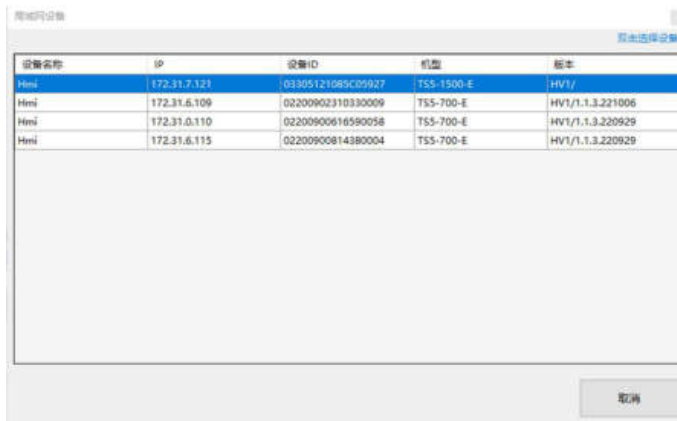 局域网设备
双击选择设备
设备名称 IP 设备ID 机型 版本
Hmi 172.31.7.121 03305121085C05927 TS5-1500-E HV1/
Hmi 172.31.6.109 02200902310330009 TS5-700-E HV1/1.1.3.221006
Hmi 172.31.0.110 02200900616590058 TS5-700-E HV1/1.1.3.220929
Hmi 172.31.6.115 02200900814380004 TS5-700-E HV1/1.1.3.220929
取消